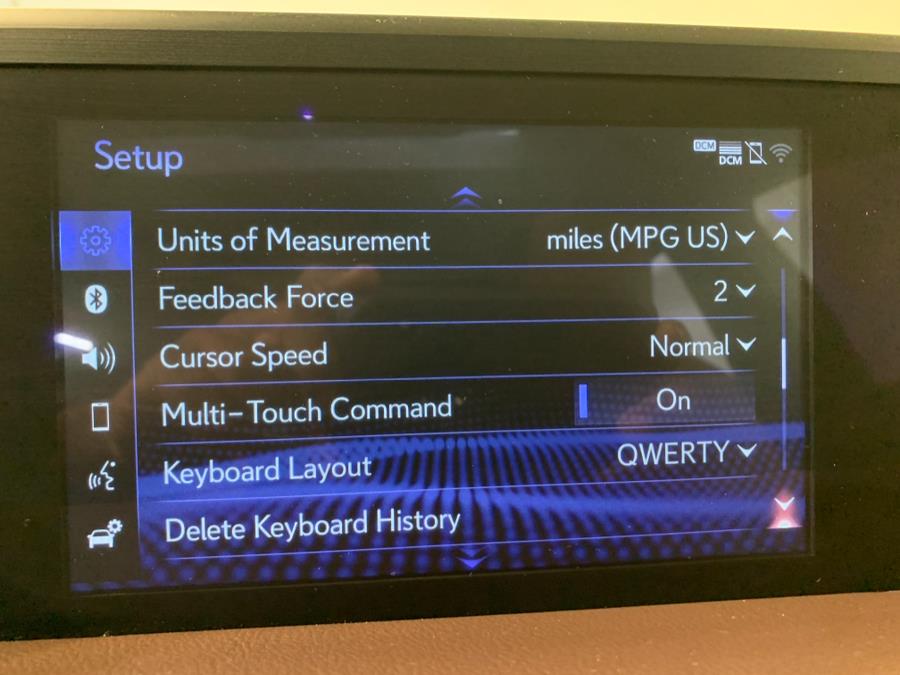 Setup
DCM
DCM
Units of Measurement miles (MPG US)
Feedback Force 2
Cursor Speed Normal
Multi-Touch Command On
Keyboard Layout QWERTY
Delete Keyboard History